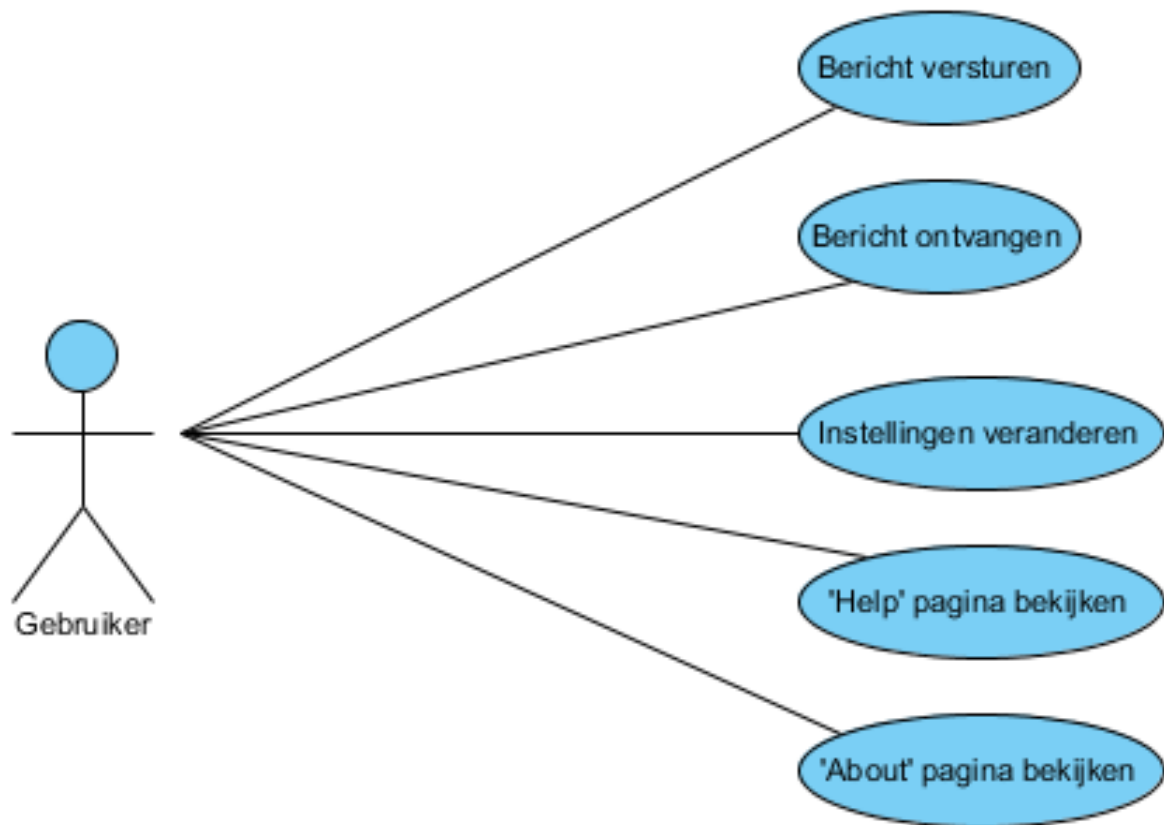 Bericht versturen
Bericht ontvangen
Instellingen veranderen
'Help' pagina bekijken
'About' pagina bekijken
Gebruiker